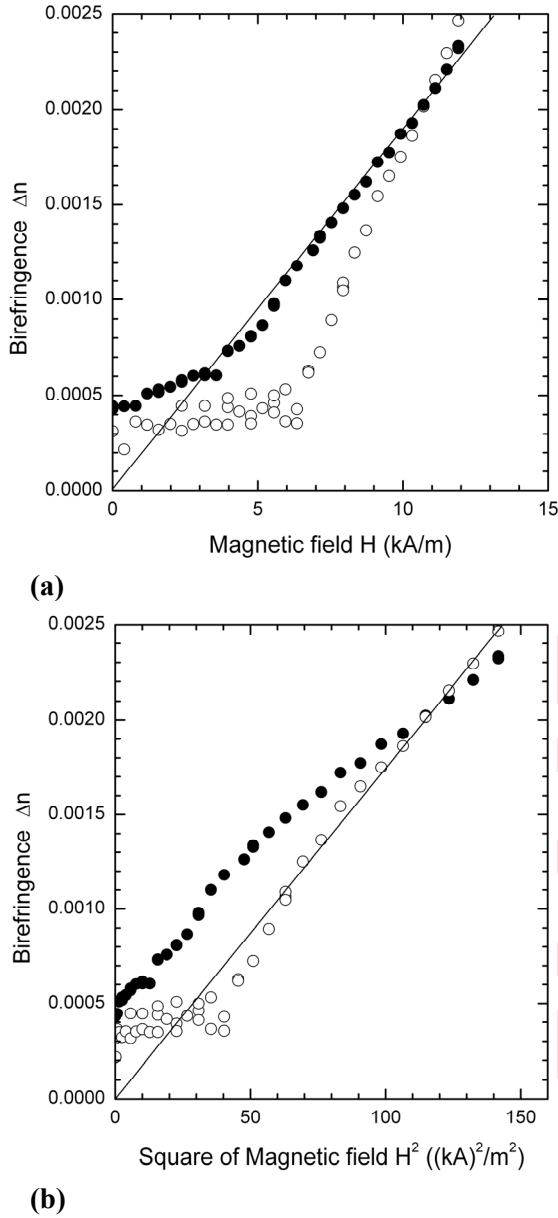 0.0025
0.0020
0.0015
0.0010
0.0005
0.0000
Birefringence Δn
0 5 10 15
Magnetic field H (kA/m)
(a)
0.0025
0.0020
0.0015
0.0010
0.0005
0.0000
Birefringence Δn
0 50 100 150
Square of Magnetic field H² ((kA)²/m²)
(b)